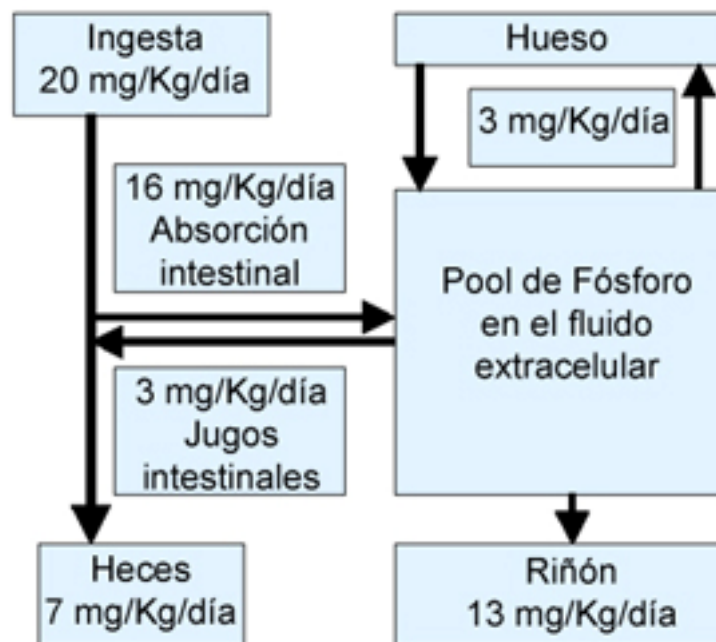 Ingesta
20 mg/Kg/día
Hueso
3 mg/Kg/día
16 mg/Kg/día
Absorción
intestinal
Pool de Fósforo
en el fluido
extracelular
3 mg/Kg/día
Jugos
intestinales
Heces
7 mg/Kg/día
Riñón
13 mg/Kg/día